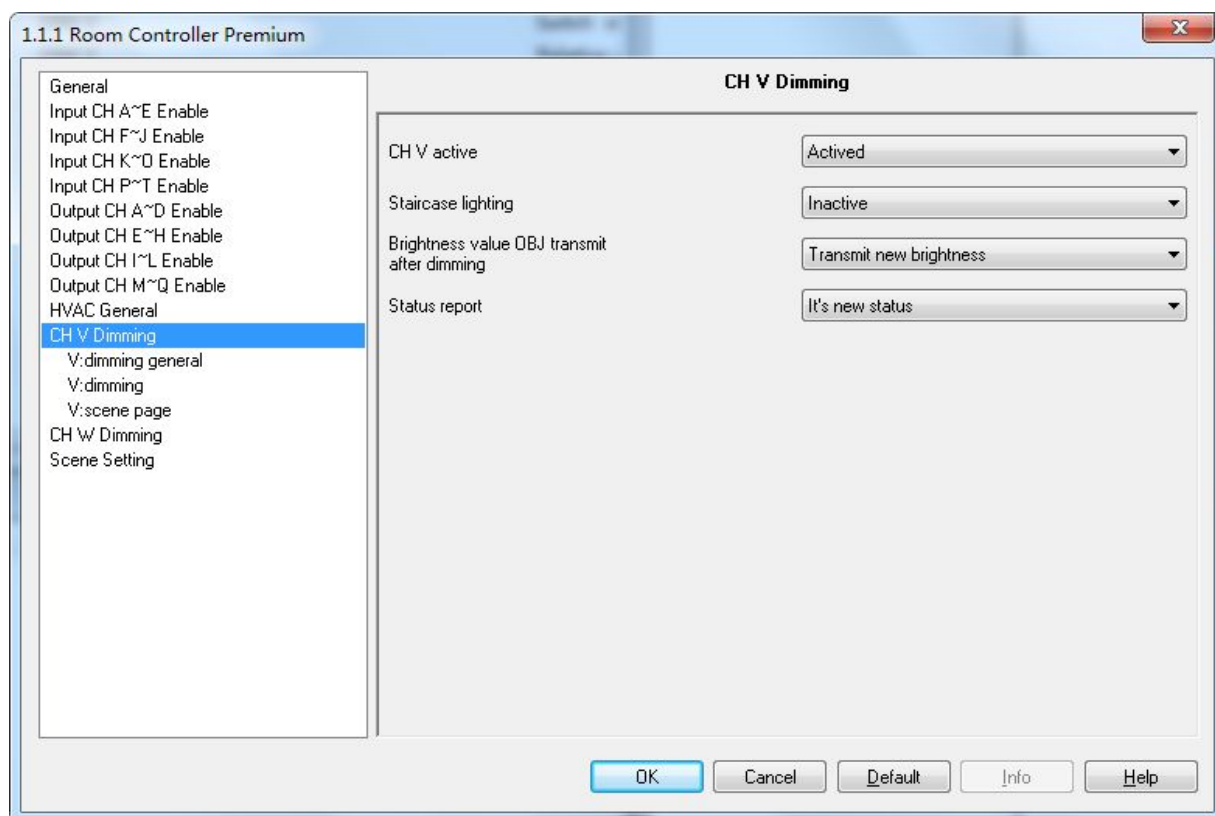 1.1.1 Room Controller Premium
General
Input CH A~E Enable
Input CH F~J Enable
Input CH K~O Enable
Input CH P~T Enable
Output CH A~D Enable
Output CH E~H Enable
Output CH I~L Enable
Output CH M~Q Enable
HVAC General
CH V Dimming
V:dimming general
V:dimming
V:scene page
CH W Dimming
Scene Setting
CH V Dimming
CH V active Actived
Staircase lighting Inactive
Brightness value OBJ transmit
after dimming Transmit new brightness
Status report It's new status
OK Cancel Default Info Help